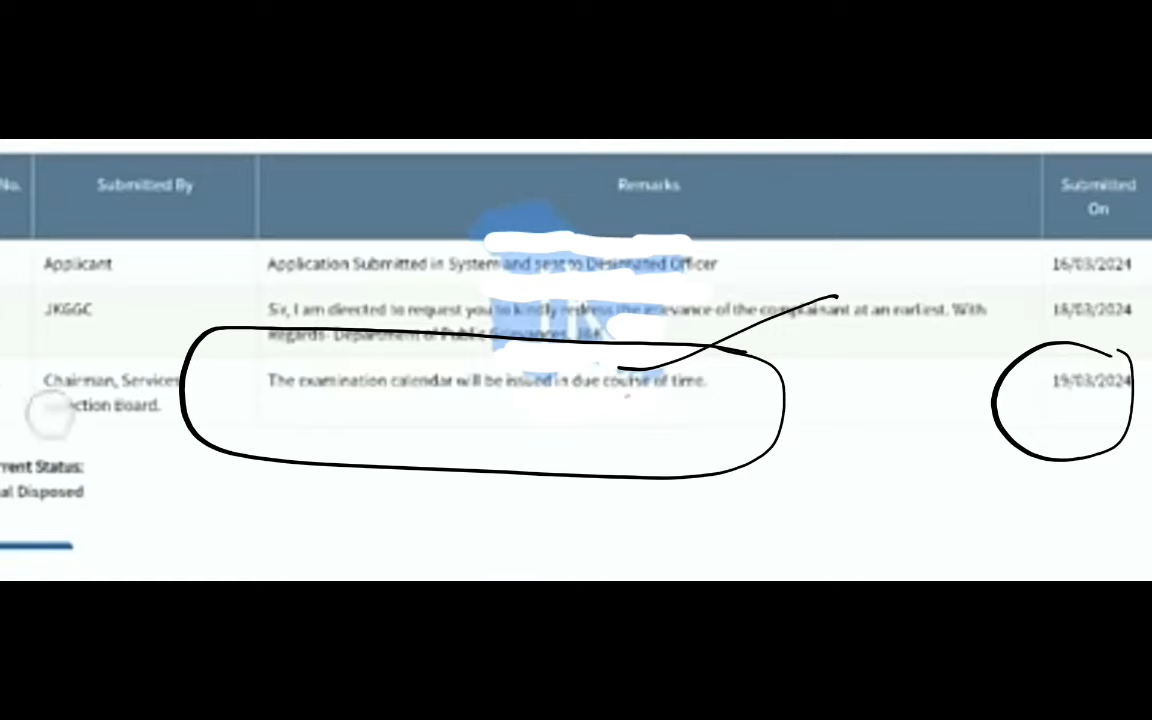 No. Submitted By Remarks Submitted
On
Applicant Application Submitted in System and sent to Designated Officer 16/03/2024
JKGGC Sir, I am directed to request you to kindly redress the grievance of the complainant at an earliest. With 18/03/2024
Regards- Department of Public Grievances, J&K
Chairman, Services The examination calendar will be issued in due course of time. 19/03/2024
ction Board.
rrent Status:
al Disposed